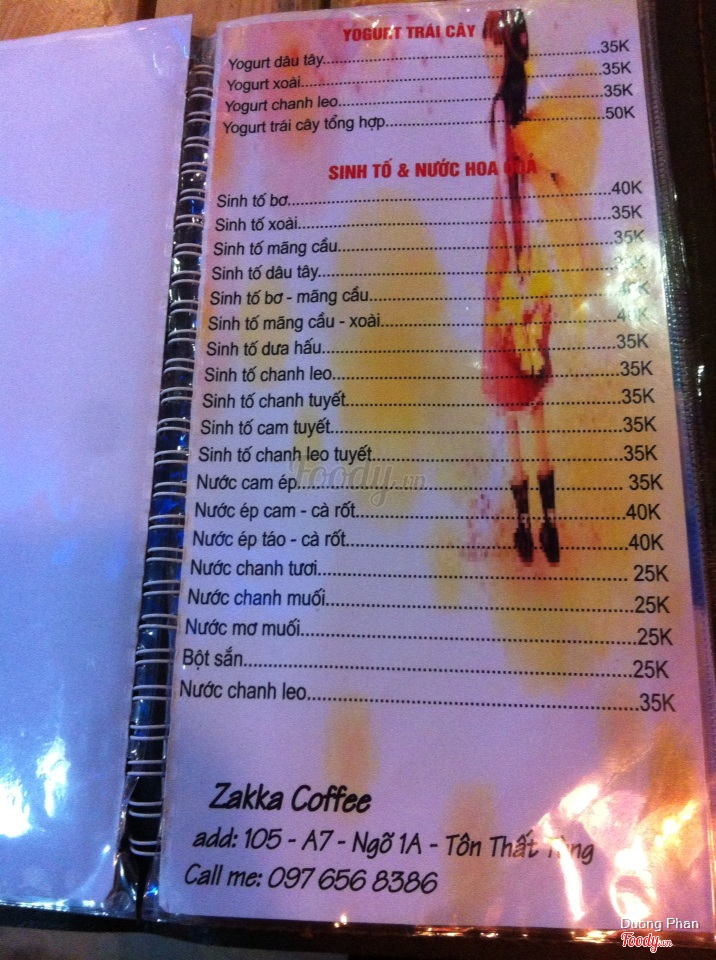 YOGURT TRÁI CÂY
Yogurt dâu tây....................35K
Yogurt xoài....................35K
Yogurt chanh leo....................35K
Yogurt trái cây tổng hợp....................50K
SINH TỐ & NƯỚC HOA QUẢ
Sinh tố bơ....................40K
Sinh tố xoài....................35K
Sinh tố mãng cầu....................35K
Sinh tố dâu tây....................
Sinh tố bơ - mãng cầu....................
Sinh tố mãng cầu - xoài....................
Sinh tố dưa hấu....................35K
Sinh tố chanh leo....................35K
Sinh tố chanh tuyết....................35K
Sinh tố cam tuyết....................35K
Sinh tố chanh leo tuyết....................35K
Nước cam ép....................35K
Nước ép cam - cà rốt....................40K
Nước ép táo - cà rốt....................40K
Nước chanh tươi....................25K
Nước chanh muối....................25K
Nước mơ muối....................25K
Bột sắn....................25K
Nước chanh leo....................35K
Zakka Coffee
add: 105 - A7 - Ngõ 1A - Tôn Thất Tùng
Call me: 097 656 8386
Foody.vn
Duong Phan
Foody.vn